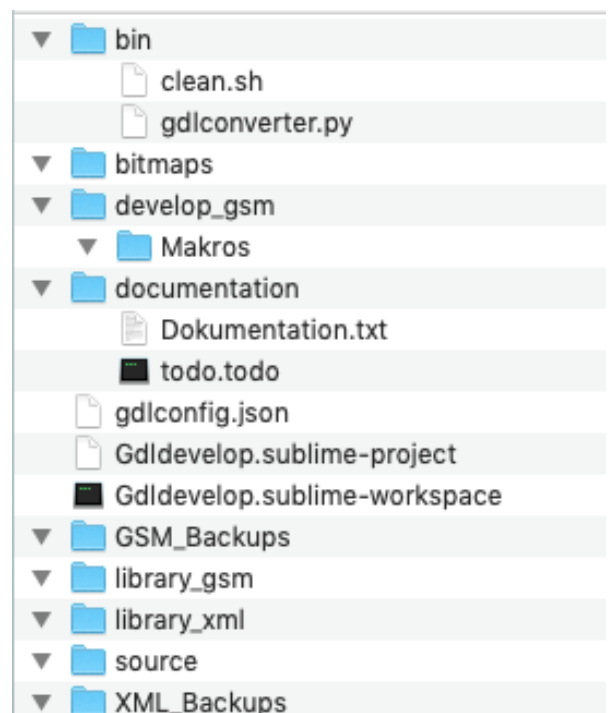 bin
clean.sh
gdlconverter.py
bitmaps
develop_gsm
Makros
documentation
Dokumentation.txt
todo.todo
gdlconfig.json
Gdldevelop.sublime-project
Gdldevelop.sublime-workspace
GSM_Backups
library_gsm
library_xml
source
XML_Backups